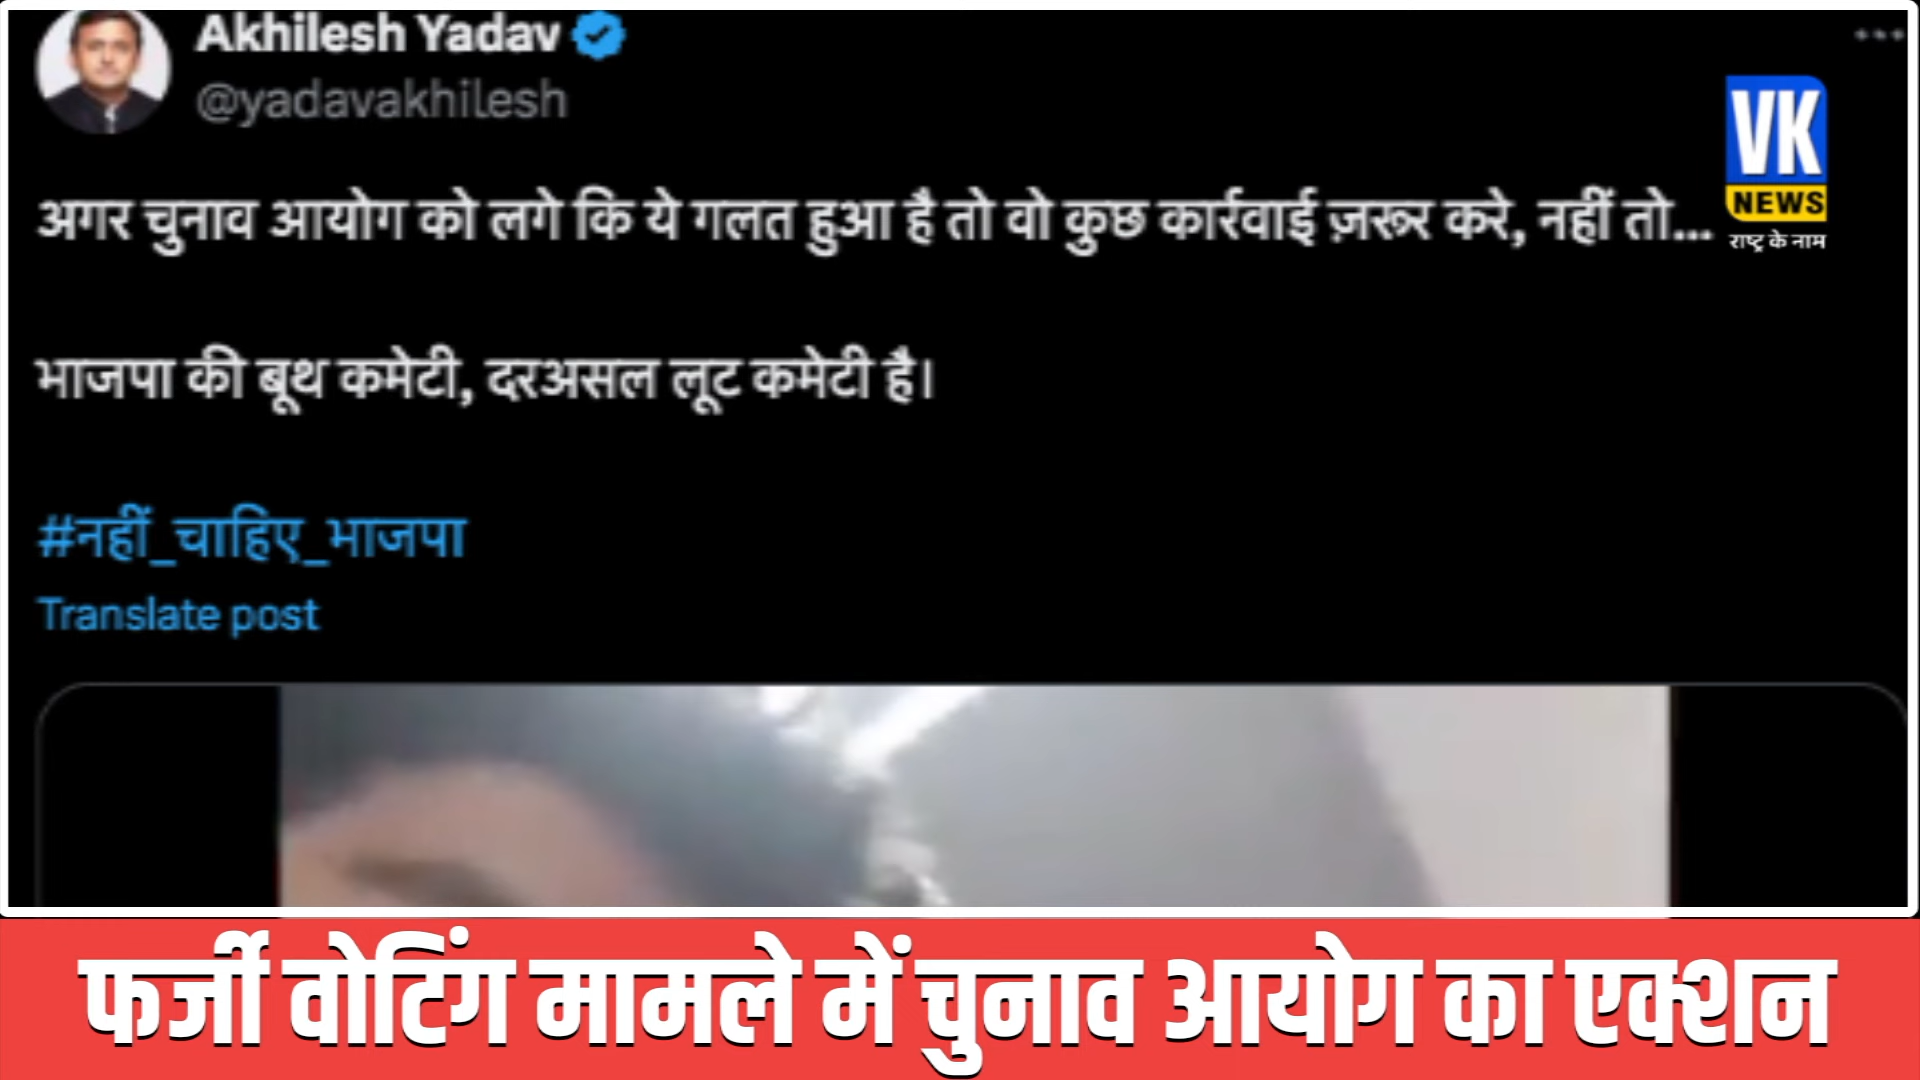 Akhilesh Yadav
@yadavakhilesh
VK
NEWS
राष्ट्र के नाम
अगर चुनाव आयोग को लगे कि ये गलत हुआ है तो वो कुछ कार्रवाई ज़रूर करे, नहीं तो...
भाजपा की बूथ कमेटी, दरअसल लूट कमेटी है।
#नहीं_चाहिए_भाजपा
Translate post
फर्जी वोटिंग मामले में चुनाव आयोग का एक्शन